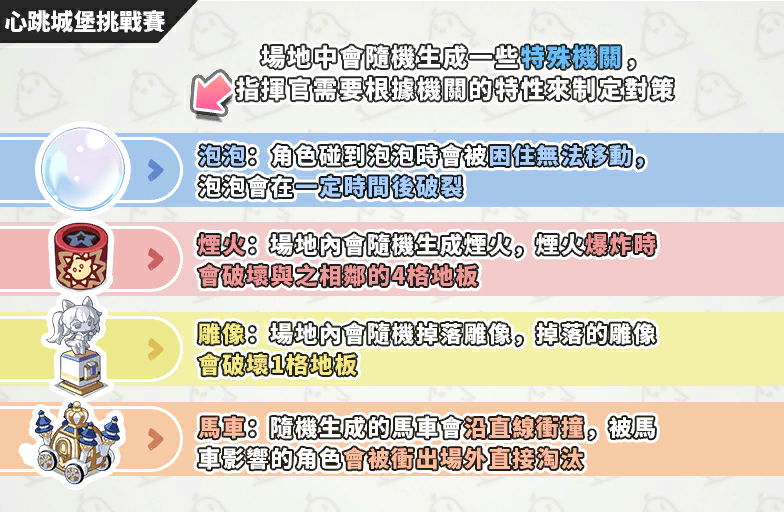 心跳城堡挑戰賽
場地中會隨機生成一些特殊機關，
指揮官需要根據機關的特性來制定對策
泡泡：角色碰到泡泡時會被困住無法移動，
泡泡會在一定時間後破裂
煙火：場地內會隨機生成煙火，煙火爆炸時
會破壞與之相鄰的4格地板
雕像：場地內會隨機掉落雕像，掉落的雕像
會破壞1格地板
馬車：隨機生成的馬車會沿直線衝撞，被馬
車影響的角色會被衝出場外直接淘汰